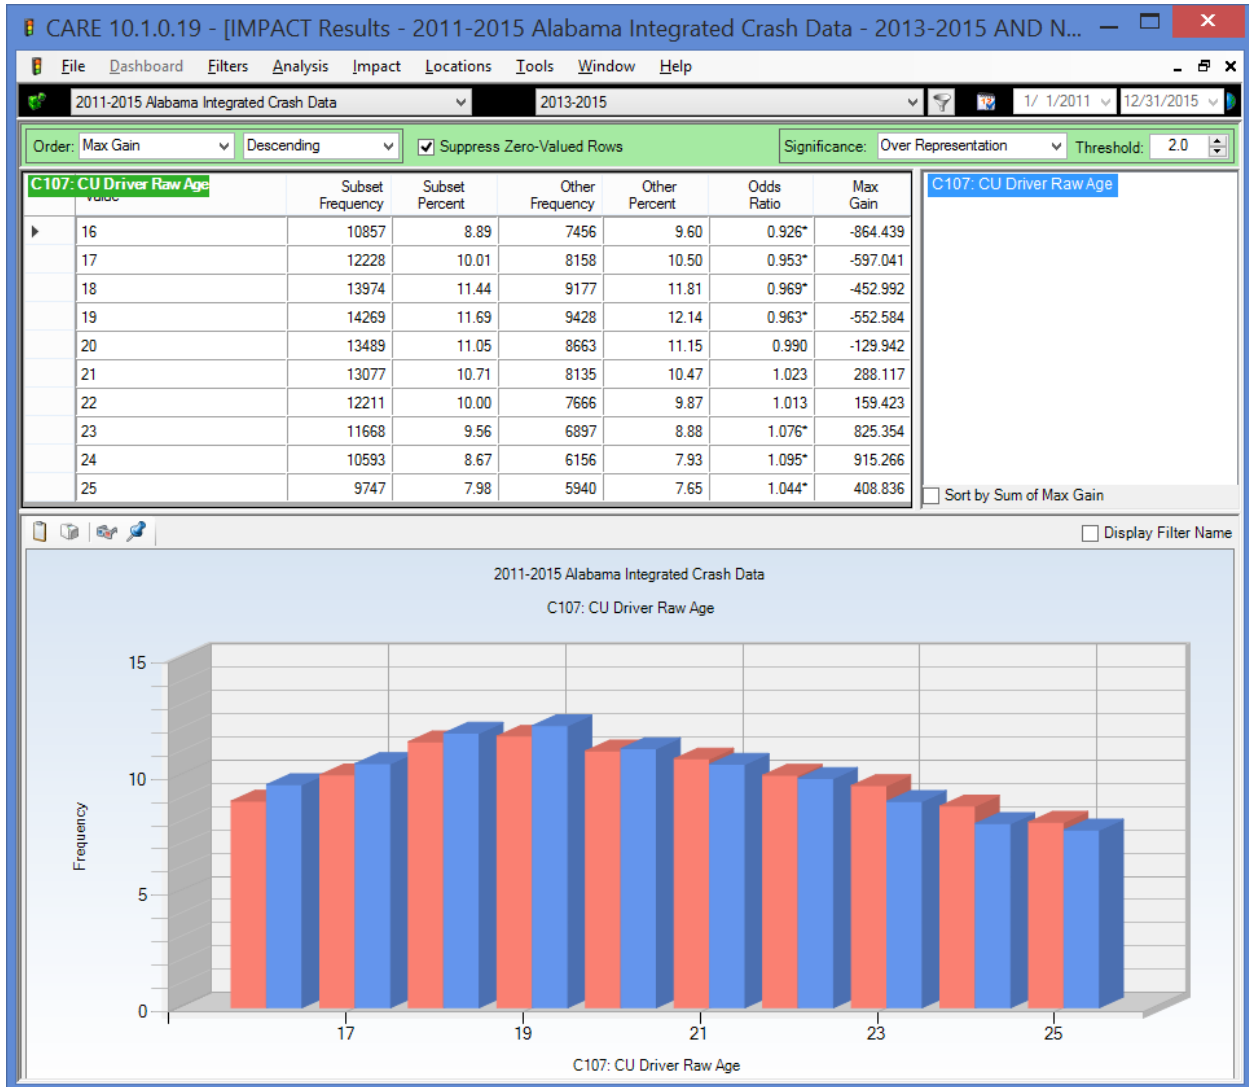 CARE 10.1.0.19 - [IMPACT Results - 2011-2015 Alabama Integrated Crash Data - 2013-2015 AND N...
File Dashboard Filters Analysis Impact Locations Tools Window Help
2011-2015 Alabama Integrated Crash Data 2013-2015 1/ 1/2011 12/31/2015
Order: Max Gain Descending Suppress Zero-Valued Rows Significance: Over Representation Threshold: 2.0
C107: CU Driver Raw Age Subset Frequency Subset Percent Other Frequency Other Percent Odds Ratio Max Gain
16 10857 8.89 7456 9.60 0.926* -864.439
17 12228 10.01 8158 10.50 0.953* -597.041
18 13974 11.44 9177 11.81 0.969* -452.992
19 14269 11.69 9428 12.14 0.963* -552.584
20 13489 11.05 8663 11.15 0.990 -129.942
21 13077 10.71 8135 10.47 1.023 288.117
22 12211 10.00 7666 9.87 1.013 159.423
23 11668 9.56 6897 8.88 1.076* 825.354
24 10593 8.67 6156 7.93 1.095* 915.266
25 9747 7.98 5940 7.65 1.044* 408.836
C107: CU Driver Raw Age
Sort by Sum of Max Gain
Display Filter Name
2011-2015 Alabama Integrated Crash Data
C107: CU Driver Raw Age
15
10
5
0
Frequency
17 19 21 23 25
C107: CU Driver Raw Age